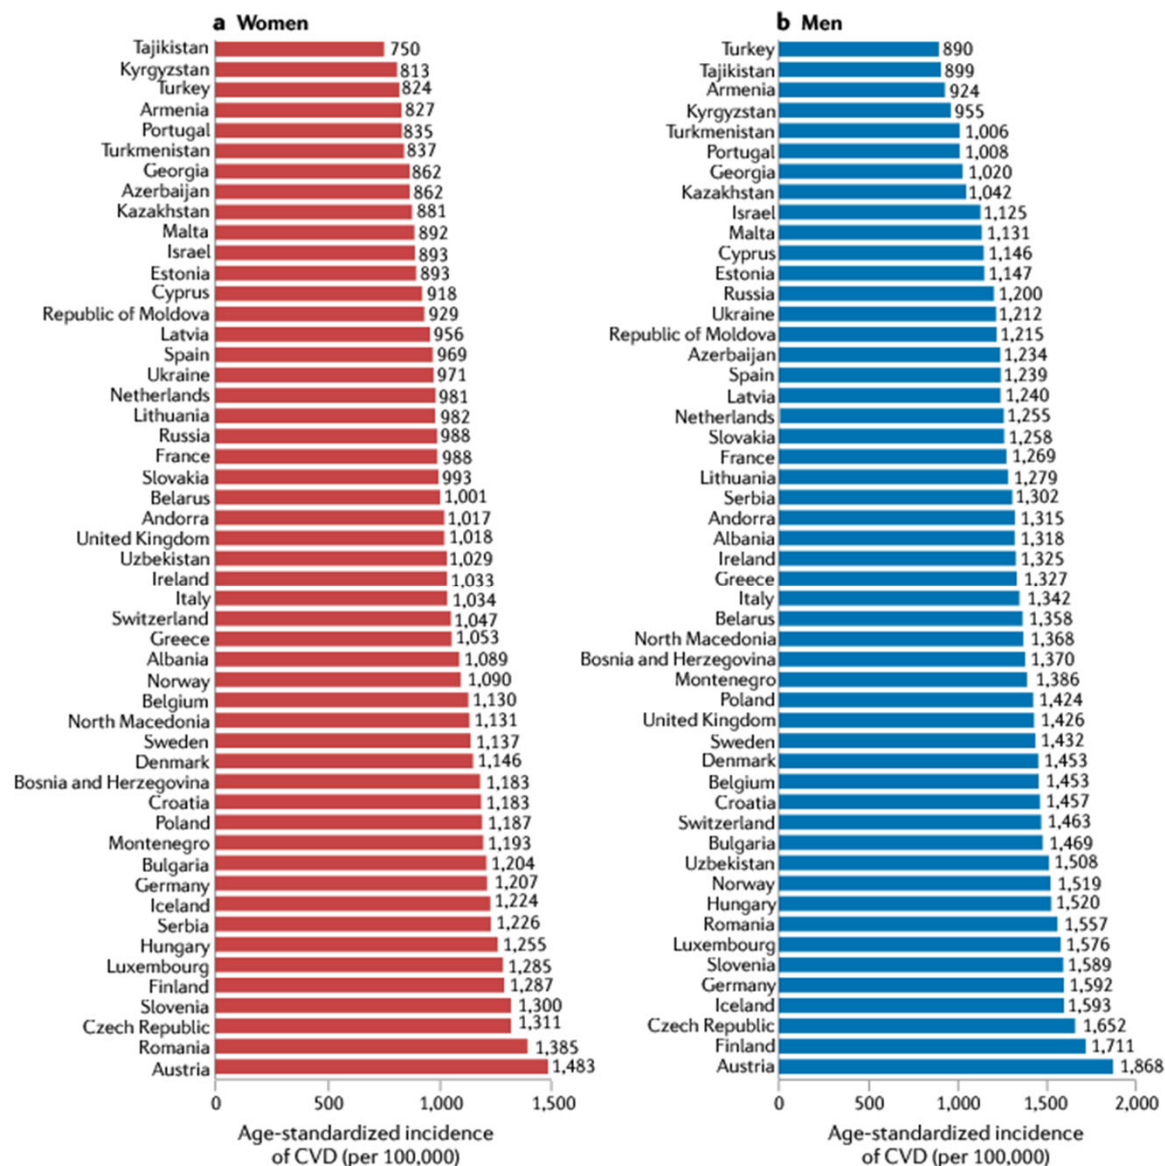 a Women
Tajikistan 750
Kyrgyzstan 813
Turkey 824
Armenia 827
Portugal 835
Turkmenistan 837
Georgia 862
Azerbaijan 862
Kazakhstan 881
Malta 892
Israel 893
Estonia 893
Cyprus 918
Republic of Moldova 929
Latvia 956
Spain 969
Ukraine 971
Netherlands 981
Lithuania 982
Russia 988
France 988
Slovakia 993
Belarus 1,001
Andorra 1,017
United Kingdom 1,018
Uzbekistan 1,029
Ireland 1,033
Italy 1,034
Switzerland 1,047
Greece 1,053
Albania 1,089
Norway 1,090
Belgium 1,130
North Macedonia 1,131
Sweden 1,137
Denmark 1,146
Bosnia and Herzegovina 1,183
Croatia 1,183
Poland 1,187
Montenegro 1,193
Bulgaria 1,204
Germany 1,207
Iceland 1,224
Serbia 1,226
Hungary 1,255
Luxembourg 1,285
Finland 1,287
Slovenia 1,300
Czech Republic 1,311
Romania 1,385
Austria 1,483
0 500 1,000 1,500
Age-standardized incidence
of CVD (per 100,000)
b Men
Turkey 890
Tajikistan 899
Armenia 924
Kyrgyzstan 955
Turkmenistan 1,006
Portugal 1,008
Georgia 1,020
Kazakhstan 1,042
Israel 1,125
Malta 1,131
Cyprus 1,146
Estonia 1,147
Russia 1,200
Ukraine 1,212
Republic of Moldova 1,215
Azerbaijan 1,234
Spain 1,239
Latvia 1,240
Netherlands 1,255
Slovakia 1,258
France 1,269
Lithuania 1,279
Serbia 1,302
Andorra 1,315
Albania 1,318
Ireland 1,325
Greece 1,327
Italy 1,342
Belarus 1,358
North Macedonia 1,368
Bosnia and Herzegovina 1,370
Montenegro 1,386
Poland 1,424
United Kingdom 1,426
Sweden 1,432
Denmark 1,453
Belgium 1,453
Croatia 1,457
Switzerland 1,463
Bulgaria 1,469
Uzbekistan 1,508
Norway 1,519
Hungary 1,520
Romania 1,557
Luxembourg 1,576
Slovenia 1,589
Germany 1,592
Iceland 1,593
Czech Republic 1,652
Finland 1,711
Austria 1,868
0 500 1,000 1,500 2,000
Age-standardized incidence
of CVD (per 100,000)